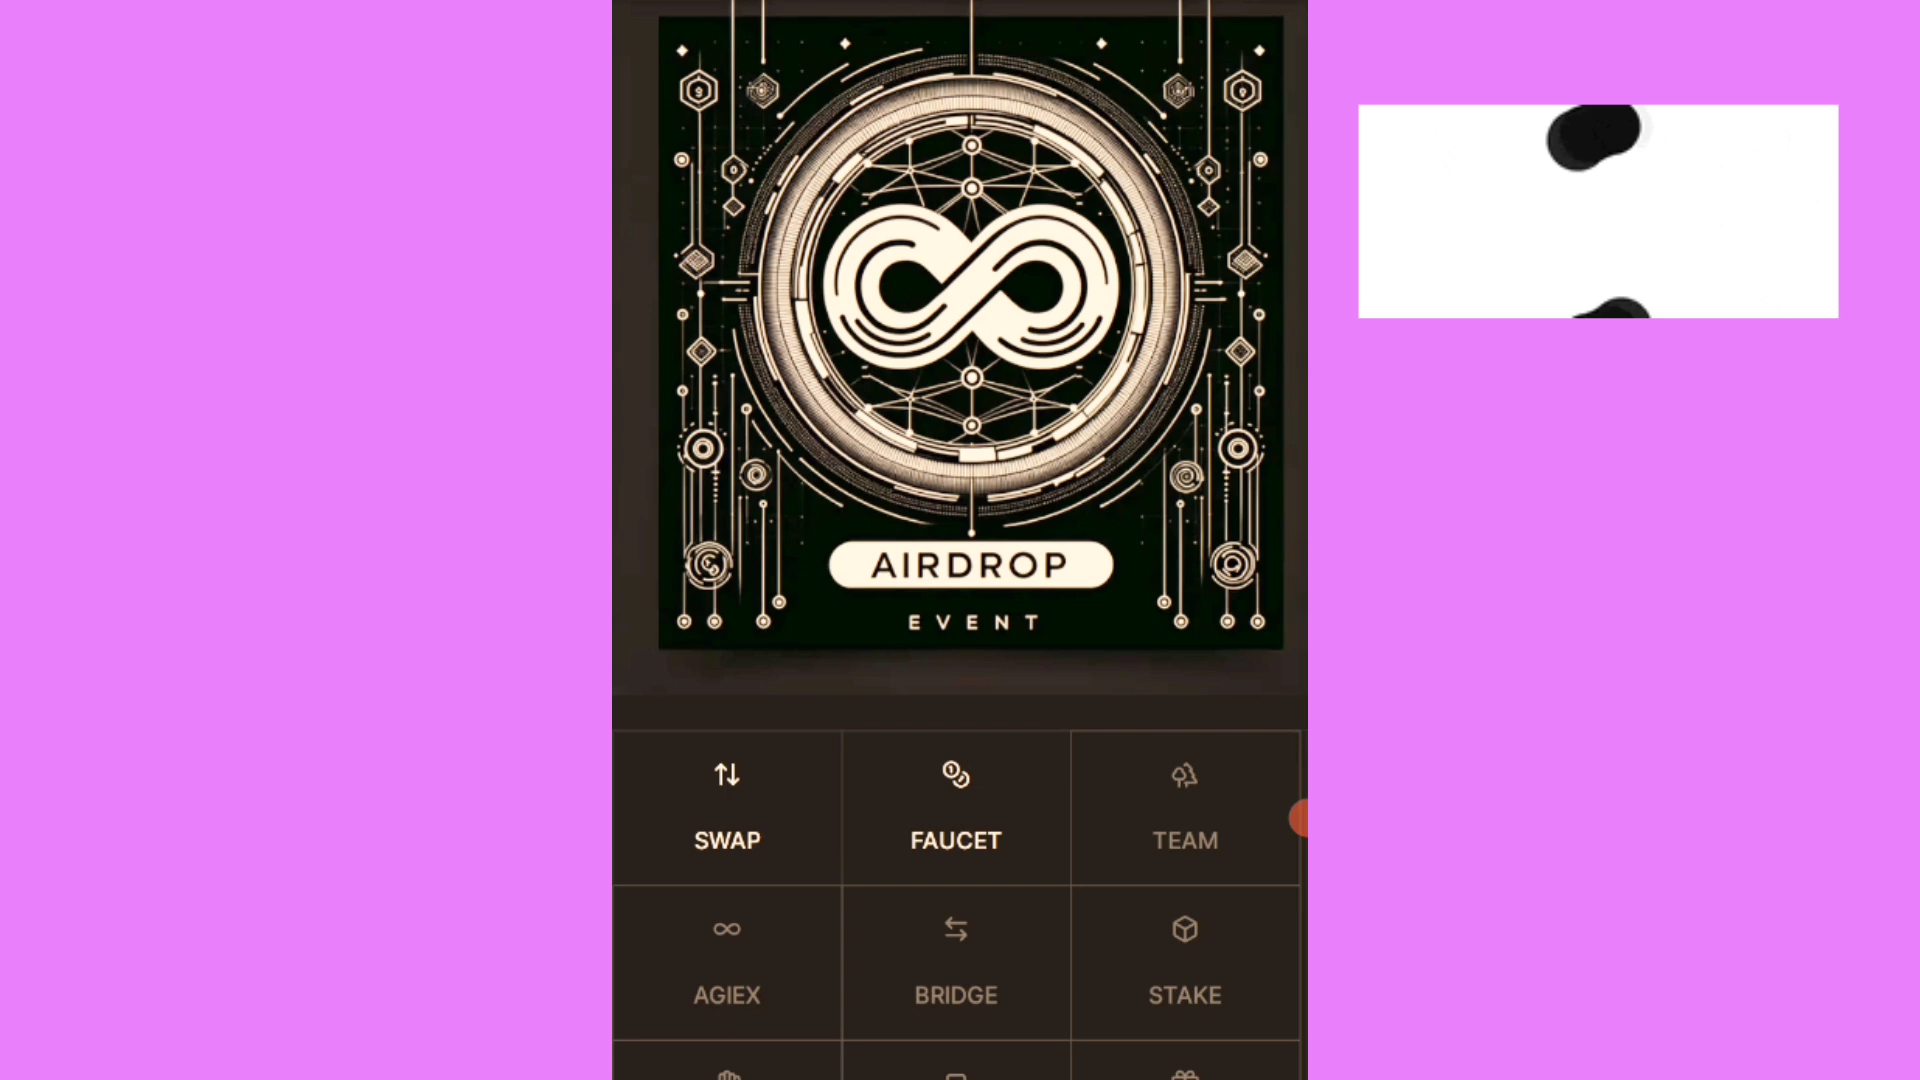 AIRDROP
EVENT
SWAP
FAUCET
TEAM
AGIEX
BRIDGE
STAKE